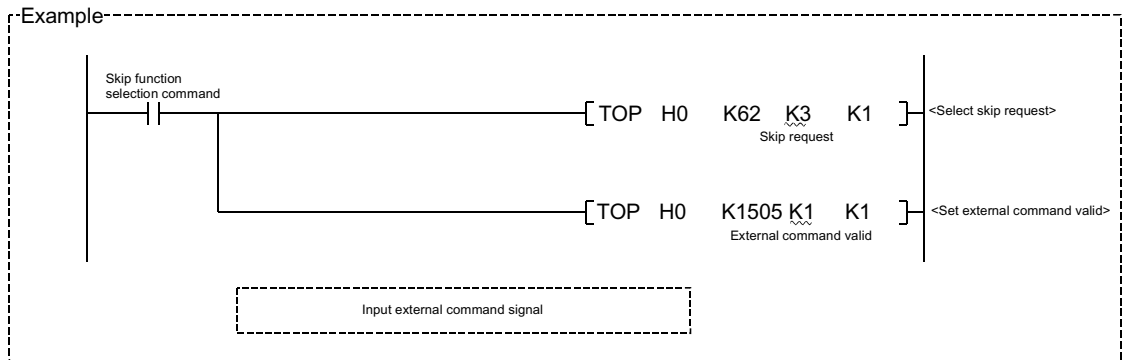 Example
Skip function
selection command
TOP H0 K62 K3 K1
<Select skip request>
Skip request
TOP H0 K1505 K1 K1
<Set external command valid>
External command valid
Input external command signal